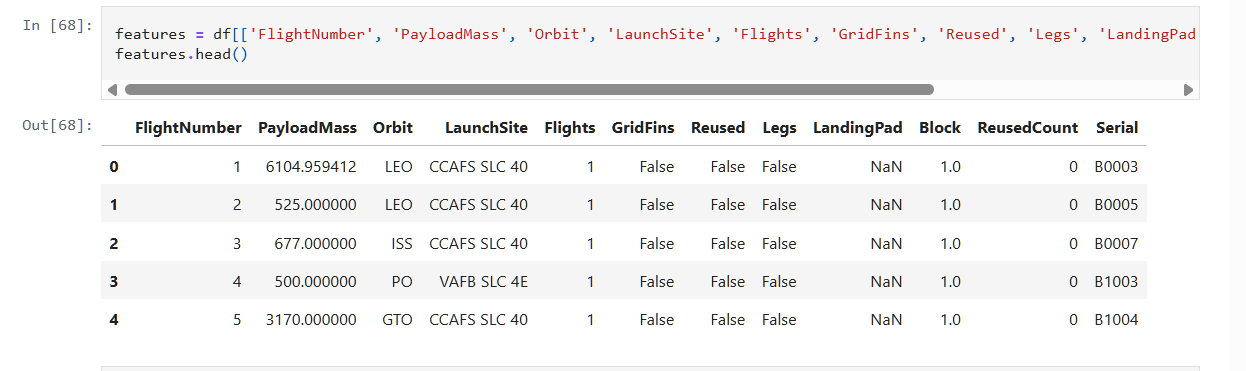 In [68]:
features = df[['FlightNumber', 'PayloadMass', 'Orbit', 'LaunchSite', 'Flights', 'GridFins', 'Reused', 'Legs', 'LandingPad
features.head()
Out[68]:
FlightNumber PayloadMass Orbit LaunchSite Flights GridFins Reused Legs LandingPad Block ReusedCount Serial
0 1 6104.959412 LEO CCAFS SLC 40 1 False False False NaN 1.0 0 B0003
1 2 525.000000 LEO CCAFS SLC 40 1 False False False NaN 1.0 0 B0005
2 3 677.000000 ISS CCAFS SLC 40 1 False False False NaN 1.0 0 B0007
3 4 500.000000 PO VAFB SLC 4E 1 False False False NaN 1.0 0 B1003
4 5 3170.000000 GTO CCAFS SLC 40 1 False False False NaN 1.0 0 B1004